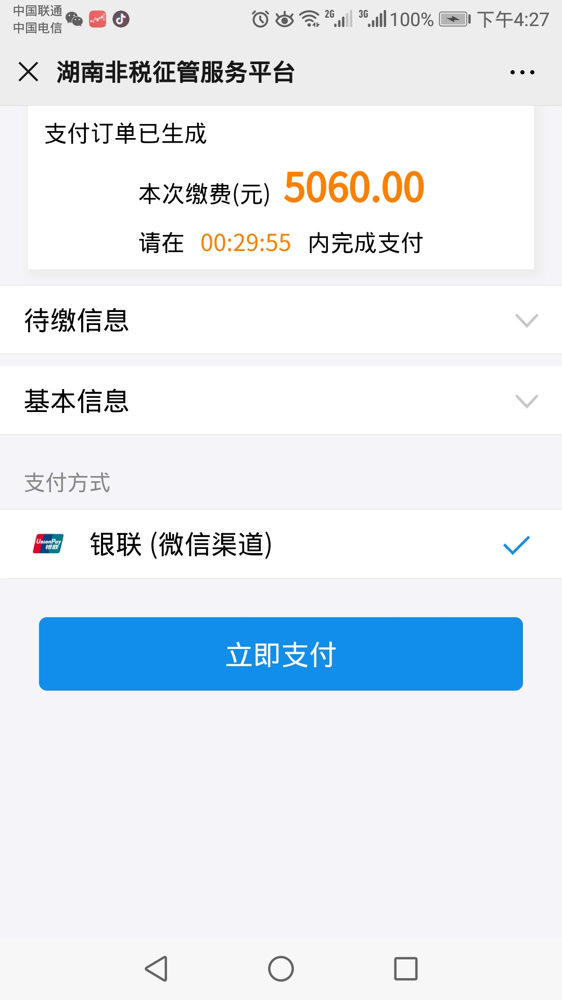 中国联通
中国电信
2G 3G 100% 下午4:27
湖南非税征管服务平台
支付订单已生成
本次缴费(元) 5060.00
请在 00:29:55 内完成支付
待缴信息
基本信息
支付方式
UnionPay
银联
银联 (微信渠道)
立即支付